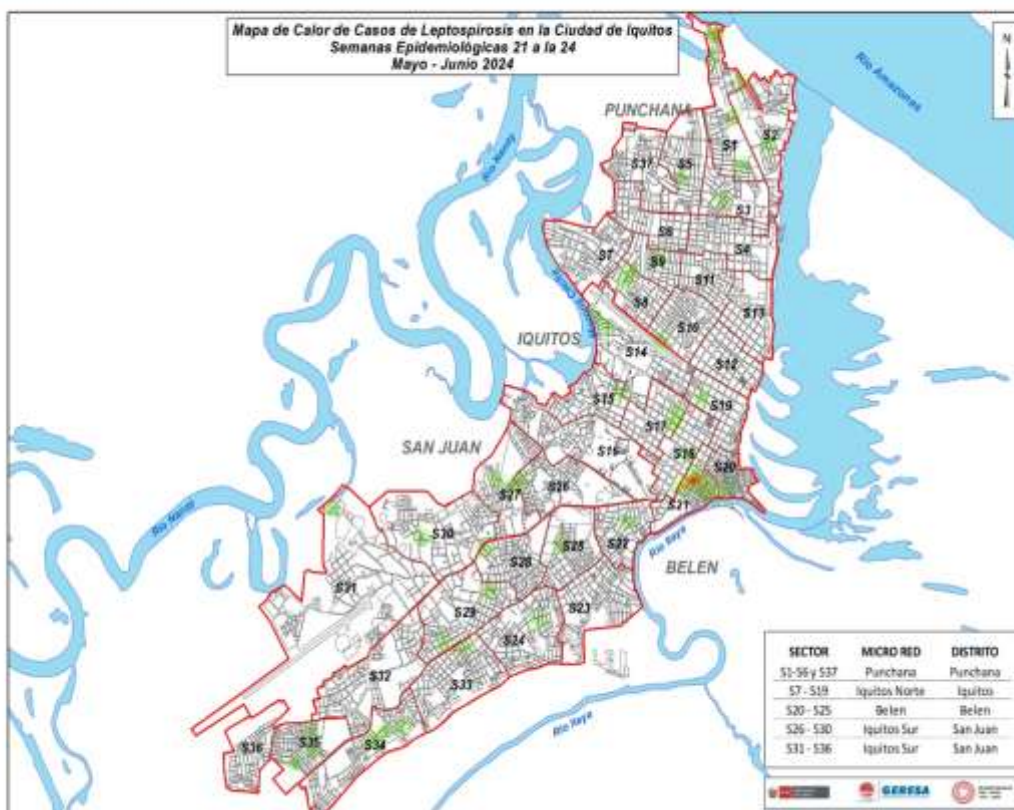 Mapa de Calor de Casos de Leptospirosis en la Ciudad de Iquitos
Semanas Epidemiológicas 21 a la 24
Mayo - Junio 2024
N
Rio Amazonas
PUNCHANA
Rio Nanay
S1
S2
S37
S5
S3
S6
S4
S7
S9
S11
S8
S13
S10
IQUITOS
S14
S12
S15
S19
S17
SAN JUAN
S16
S18
S20
S27
S26
S21
Rio Nanay
S30
S22
Rio Itaya
S28
S25
BELEN
S31
S29
S23
S24
S32
S33
S36
S35
S34
Rio Itaya
SECTOR MICRO RED DISTRITO
S1-S6 y S37 Punchana Punchana
S7 - S19 Iquitos Norte Iquitos
S20 - S25 Belen Belen
S26 - S30 Iquitos Sur San Juan
S31 - S36 Iquitos Sur San Juan
GERESA